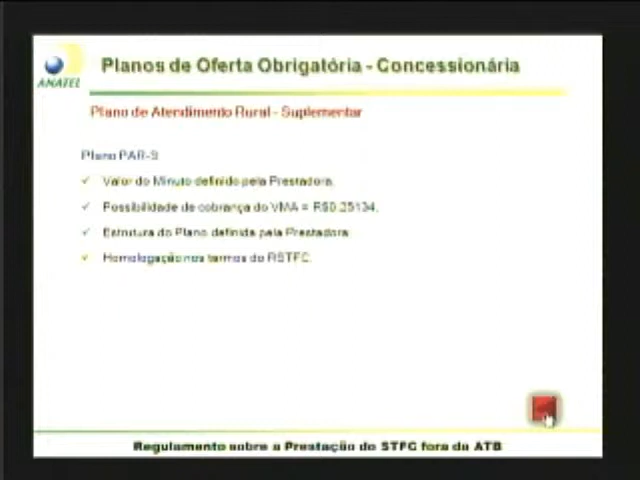 ANATEL
Planos de Oferta Obrigatória - Concessionária
Plano de Atendimento Rural - Suplementar
Plano PAR-S
Valor do Minuto definido pela Prestadora.
Possibilidade de cobrança do VMA = R$0,25134.
Estrutura do Plano definida pela Prestadora
Homologação nos termos do RSTFC.
Regulamento sobre a Prestação do STFC fora da ATB